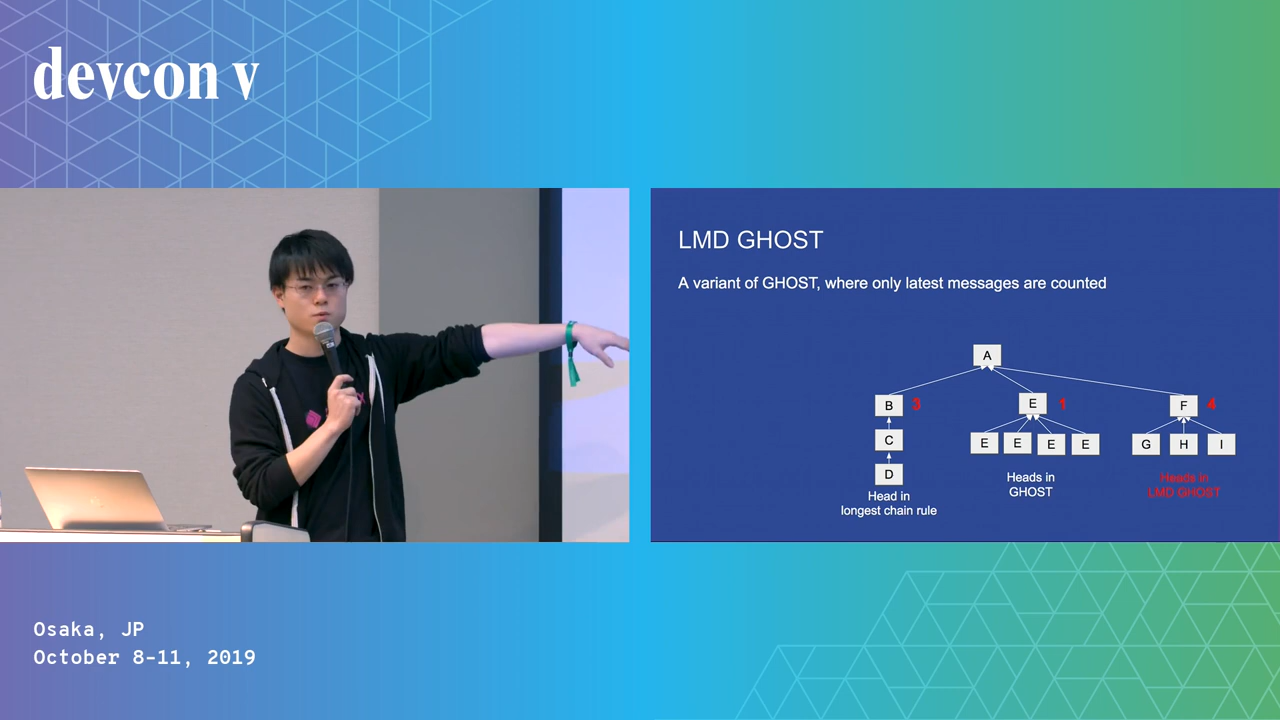 devcon v
LMD GHOST
A variant of GHOST, where only latest messages are counted
A
B 3
E 1
F 4
C
E E E E
G H I
D
Head in
longest chain rule
Heads in
GHOST
Heads in
LMD GHOST
Osaka, JP
October 8-11, 2019